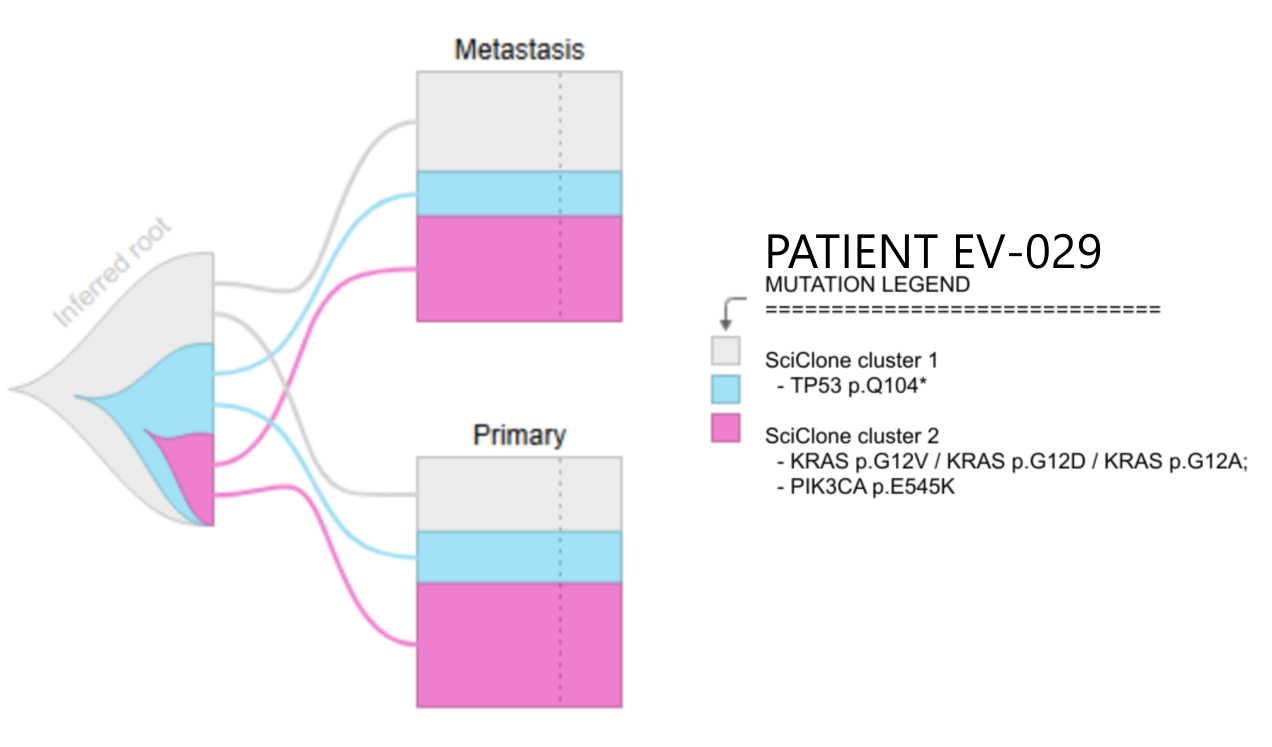 Metastasis
Inferred root
Primary
PATIENT EV-029
MUTATION LEGEND
==============================
SciClone cluster 1
- TP53 p.Q104*
SciClone cluster 2
- KRAS p.G12V / KRAS p.G12D / KRAS p.G12A;
- PIK3CA p.E545K